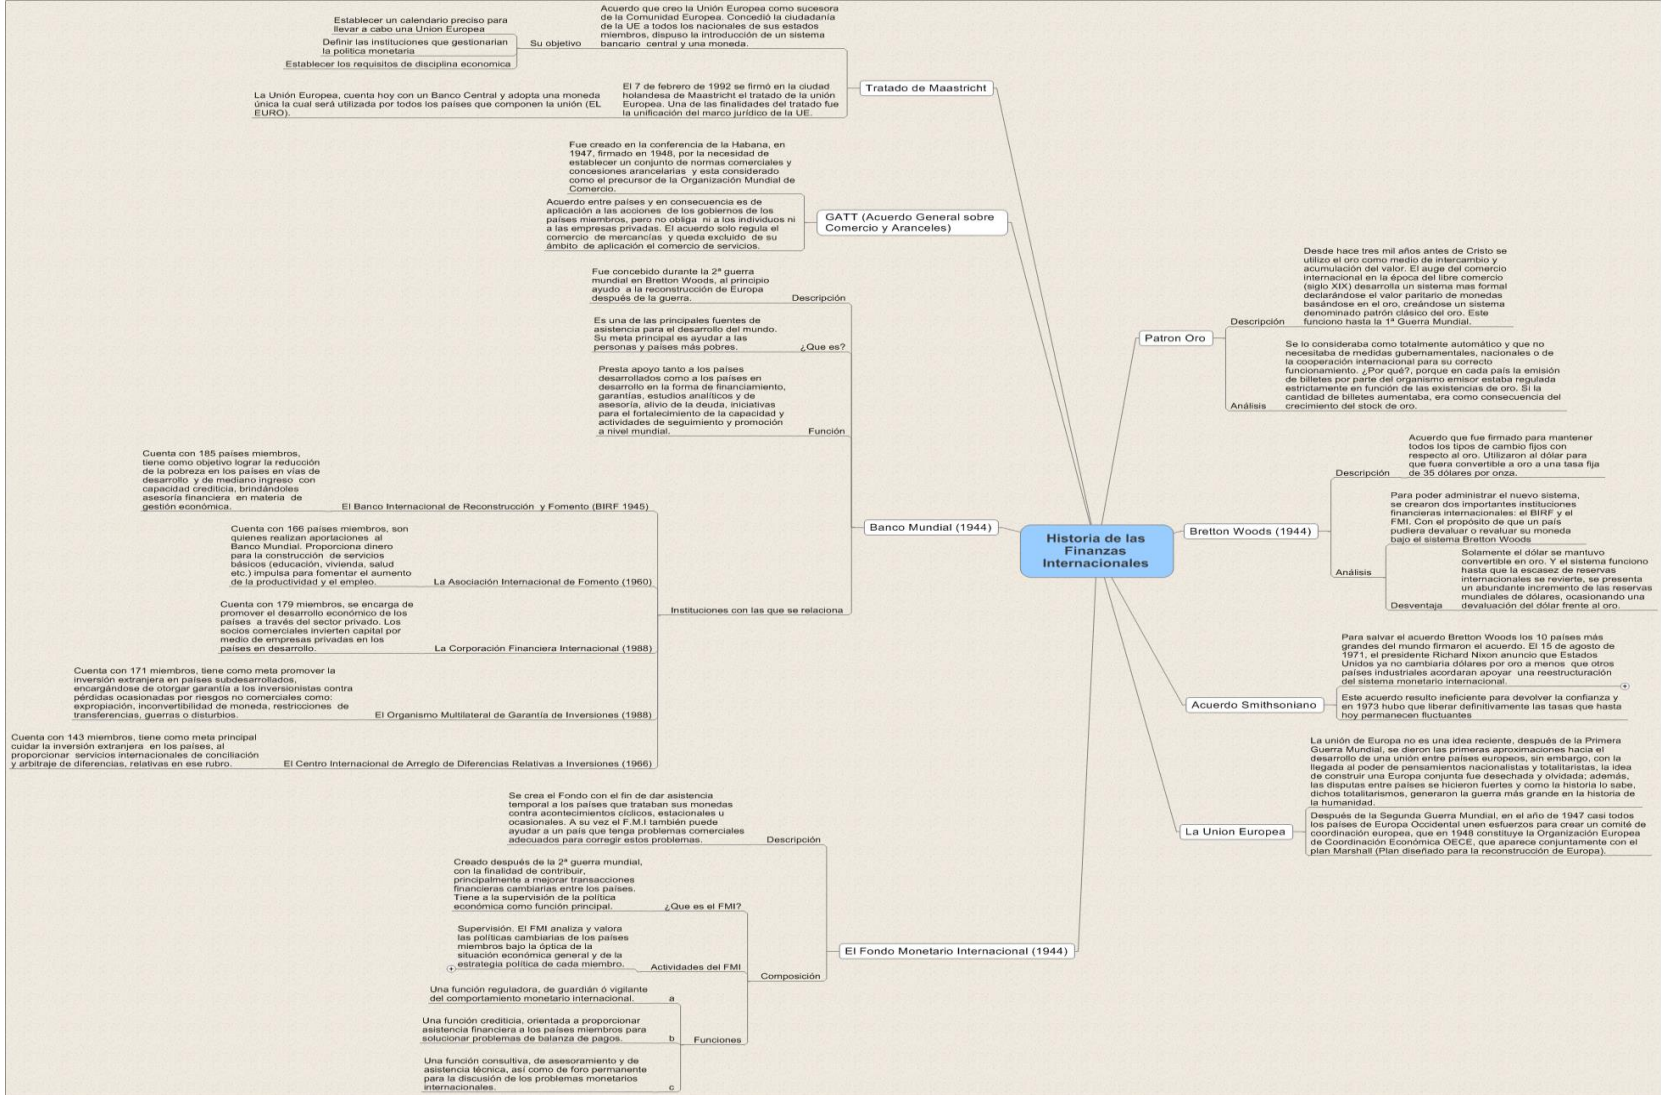 Establecer un calendario preciso para
llevar a cabo una Union Europea
Definir las instituciones que gestionarian
la politica monetaria
Establecer los requisitos de disciplina economica
Su objetivo
Acuerdo que creo la Unión Europea como sucesora
de la Comunidad Europea. Concedió la ciudadanía
de la UE a todos los nacionales de sus estados
miembros, dispuso la introducción de un sistema
bancario central y una moneda.
La Unión Europea, cuenta hoy con un Banco Central y adopta una moneda
única la cual será utilizada por todos los países que componen la unión (EL
EURO).
El 7 de febrero de 1992 se firmó en la ciudad
holandesa de Maastricht el tratado de la unión
Europea. Una de las finalidades del tratado fue
la unificación del marco jurídico de la UE.
Tratado de Maastricht
Fue creado en la conferencia de la Habana, en
1947, firmado en 1948, por la necesidad de
establecer un conjunto de normas comerciales y
concesiones arancelarias y esta considerado
como el precursor de la Organización Mundial de
Comercio.
Acuerdo entre países y en consecuencia es de
aplicación a las acciones de los gobiernos de los
países miembros, pero no obliga ni a los individuos ni
a las empresas privadas. El acuerdo solo regula el
comercio de mercancías y queda excluido de su
ámbito de aplicación el comercio de servicios.
GATT (Acuerdo General sobre
Comercio y Aranceles)
Fue concebido durante la 2ª guerra
mundial en Bretton Woods, al principio
ayudo a la reconstrucción de Europa
después de la guerra.
Descripción
Es una de las principales fuentes de
asistencia para el desarrollo del mundo.
Su meta principal es ayudar a las
personas y países más pobres.
¿Que es?
Presta apoyo tanto a los países
desarrollados como a los países en
desarrollo en la forma de financiamiento,
garantías, estudios analíticos y de
asesoría, alivio de la deuda, iniciativas
para el fortalecimiento de la capacidad y
actividades de seguimiento y promoción
a nivel mundial.
Función
Cuenta con 185 países miembros,
tiene como objetivo lograr la reducción
de la pobreza en los países en vías de
desarrollo y de mediano ingreso con
capacidad crediticia, brindándoles
asesoría financiera en materia de
gestión económica.
El Banco Internacional de Reconstrucción y Fomento (BIRF 1945)
Cuenta con 166 países miembros, son
quienes realizan aportaciones al
Banco Mundial. Proporciona dinero
para la construcción de servicios
básicos (educación, vivienda, salud
etc.) impulsa para fomentar el aumento
de la productividad y el empleo.
La Asociación Internacional de Fomento (1960)
Cuenta con 179 miembros, se encarga de
promover el desarrollo económico de los
países a través del sector privado. Los
socios comerciales invierten capital por
medio de empresas privadas en los
países en desarrollo.
La Corporación Financiera Internacional (1988)
Cuenta con 171 miembros, tiene como meta promover la
inversión extranjera en países subdesarrollados,
encargándose de otorgar garantía a los inversionistas contra
pérdidas ocasionadas por riesgos no comerciales como:
expropiación, inconvertibilidad de moneda, restricciones de
transferencias, guerras o disturbios.
El Organismo Multilateral de Garantía de Inversiones (1988)
Cuenta con 143 miembros, tiene como meta principal
cuidar la inversión extranjera en los países, al
proporcionar servicios internacionales de conciliación
y arbitraje de diferencias, relativas en ese rubro.
El Centro Internacional de Arreglo de Diferencias Relativas a Inversiones (1966)
Instituciones con las que se relaciona
Banco Mundial (1944)
Se crea el Fondo con el fin de dar asistencia
temporal a los países que trataban sus monedas
contra acontecimientos cíclicos, estacionales u
ocasionales. A su vez el F.M.I también puede
ayudar a un país que tenga problemas comerciales
adecuados para corregir estos problemas.
Descripción
Creado después de la 2ª guerra mundial,
con la finalidad de contribuir,
principalmente a mejorar transacciones
financieras cambiarias entre los países.
Tiene a la supervisión de la política
económica como función principal.
¿Que es el FMI?
Supervisión. El FMI analiza y valora
las políticas cambiarias de los países
miembros bajo la óptica de la
situación económica general y de la
estrategia política de cada miembro.
Actividades del FMI
Composición
Una función reguladora, de guardián ó vigilante
del comportamiento monetario internacional.
a
Una función crediticia, orientada a proporcionar
asistencia financiera a los países miembros para
solucionar problemas de balanza de pagos.
b
Funciones
Una función consultiva, de asesoramiento y de
asistencia técnica, así como de foro permanente
para la discusión de los problemas monetarios
internacionales.
c
El Fondo Monetario Internacional (1944)
Historia de las
Finanzas
Internacionales
Desde hace tres mil años antes de Cristo se
utilizo el oro como medio de intercambio y
acumulación del valor. El auge del comercio
internacional en la época del libre comercio
(siglo XIX) desarrolla un sistema mas formal
declarándose el valor paritario de monedas
basándose en el oro, creándose un sistema
denominado patrón clásico del oro. Este
funciono hasta la 1ª Guerra Mundial.
Descripción
Patron Oro
Se lo consideraba como totalmente automático y que no
necesitaba de medidas gubernamentales, nacionales o de
la cooperación internacional para su correcto
funcionamiento. ¿Por qué?, porque en cada país la emisión
de billetes por parte del organismo emisor estaba regulada
estrictamente en función de las existencias de oro. Si la
cantidad de billetes aumentaba, era como consecuencia del
crecimiento del stock de oro.
Análisis
Acuerdo que fue firmado para mantener
todos los tipos de cambio fijos con
respecto al oro. Utilizaron al dólar para
que fuera convertible a oro a una tasa fija
de 35 dólares por onza.
Descripción
Bretton Woods (1944)
Para poder administrar el nuevo sistema,
se crearon dos importantes instituciones
financieras internacionales: el BIRF y el
FMI. Con el propósito de que un país
pudiera devaluar o revaluar su moneda
bajo el sistema Bretton Woods
Análisis
Solamente el dólar se mantuvo
convertible en oro. Y el sistema funciono
hasta que la escasez de reservas
internacionales se revierte, se presenta
un abundante incremento de las reservas
mundiales de dólares, ocasionando una
devaluación del dólar frente al oro.
Desventaja
Para salvar el acuerdo Bretton Woods los 10 países más
grandes del mundo firmaron el acuerdo. El 15 de agosto de
1971, el presidente Richard Nixon anuncio que Estados
Unidos ya no cambiaria dólares por oro a menos que otros
países industriales acordaran apoyar una reestructuración
del sistema monetario internacional.
Acuerdo Smithsoniano
Este acuerdo resulto ineficiente para devolver la confianza y
en 1973 hubo que liberar definitivamente las tasas que hasta
hoy permanecen fluctuantes
La unión de Europa no es una idea reciente, después de la Primera
Guerra Mundial, se dieron las primeras aproximaciones hacia el
desarrollo de una unión entre países europeos, sin embargo, con la
llegada al poder de pensamientos nacionalistas y totalitaristas, la idea
de construir una Europa conjunta fue desechada y olvidada; además,
las disputas entre países se hicieron fuertes y como la historia lo sabe,
dichos totalitarismos, generaron la guerra más grande en la historia de
la humanidad.
La Union Europea
Después de la Segunda Guerra Mundial, en el año de 1947 casi todos
los países de Europa Occidental unen esfuerzos para crear un comité de
coordinación europea, que en 1948 constituye la Organización Europea
de Coordinación Económica OECE, que aparece conjuntamente con el
plan Marshall (Plan diseñado para la reconstrucción de Europa).